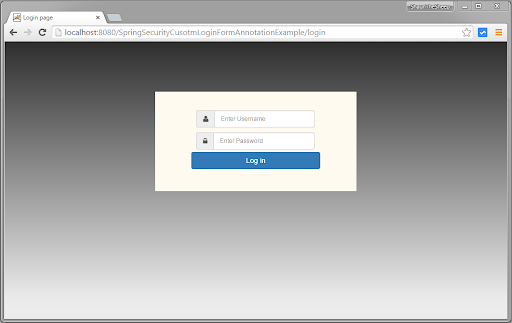 Login page
localhost:8080/SpringSecurityCusotmLoginFormAnnotationExample/login
Enter Username
Enter Password
Log in